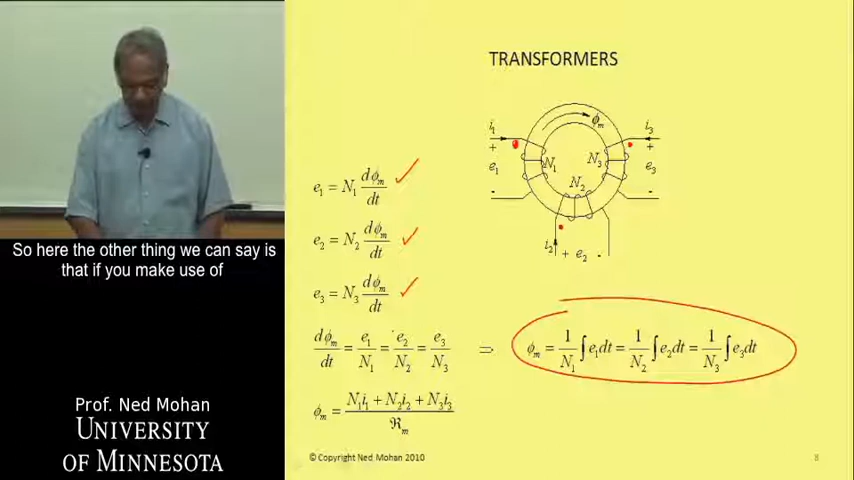 TRANSFORMERS
i₁
+
e₁
-
N₁
φₘ
N₂
N₃
i₃
+
e₃
-
i₂
+ e₂ -
e₁ = N₁ dφₘ/dt
e₂ = N₂ dφₘ/dt
e₃ = N₃ dφₘ/dt
dφₘ/dt = e₁/N₁ = e₂/N₂ = e₃/N₃ ⇒ φₘ = 1/N₁ ∫ e₁dt = 1/N₂ ∫ e₂dt = 1/N₃ ∫ e₃dt
φₘ = (N₁i₁ + N₂i₂ + N₃i₃)/ℜₘ
© Copyright Ned Mohan 2010
8
So here the other thing we can say is
that if you make use of
Prof. Ned Mohan
UNIVERSITY
OF MINNESOTA